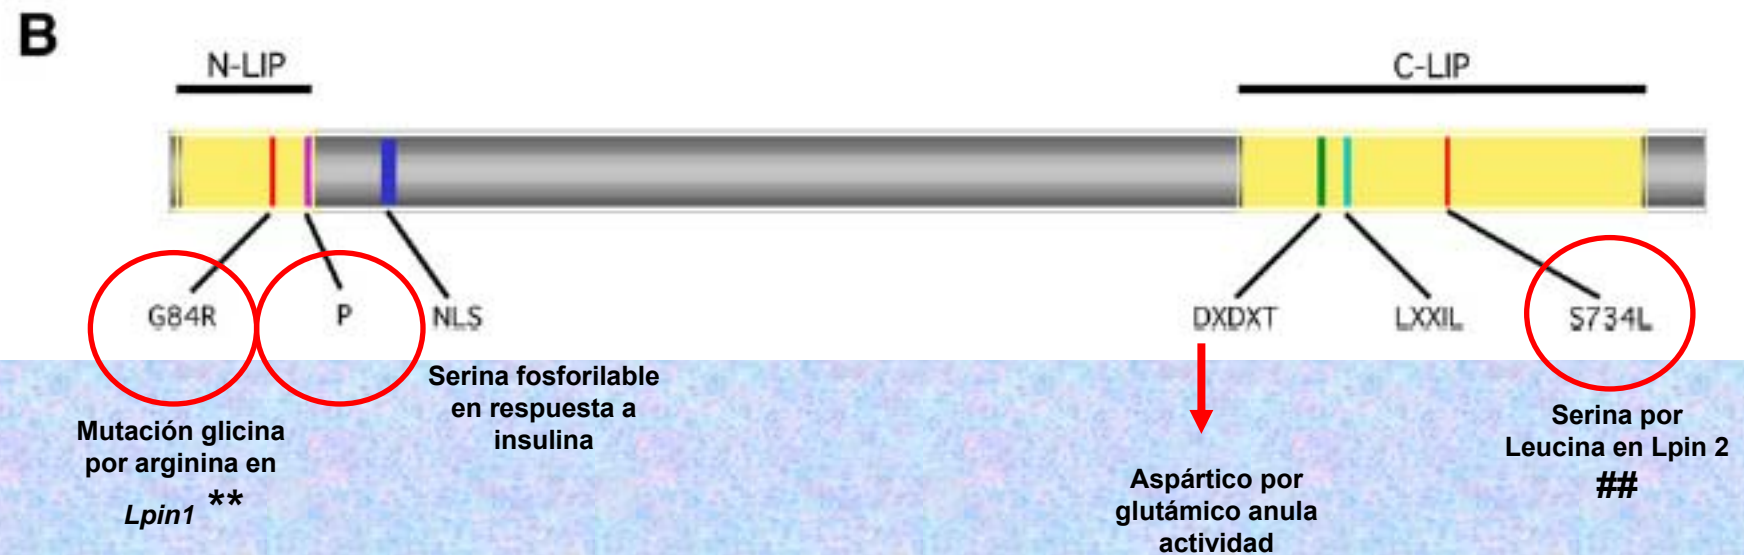 B
N-LIP
C-LIP
G84R
P
NLS
DXDXT
LXXIL
S734L
Mutación glicina
por arginina en
Lpin1 **
Serina fosforilable
en respuesta a
insulina
Aspártico por
glutámico anula
actividad
Serina por
Leucina en Lpin 2
##